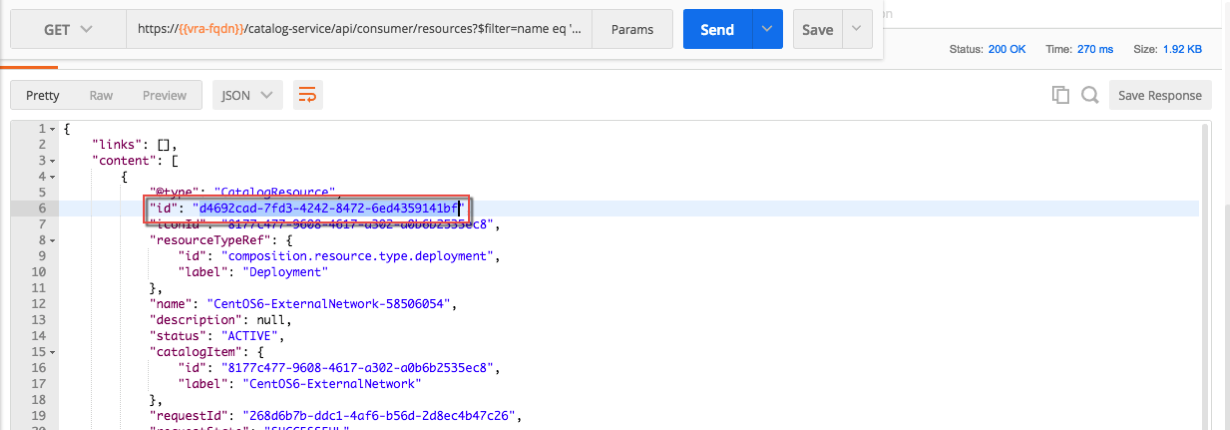 GET https://{{vra-fqdn}}/catalog-service/api/consumer/resources?$filter=name eq '... Params Send Save
Status: 200 OK Time: 270 ms Size: 1.92 KB
Pretty Raw Preview JSON Save Response
1 {
2 "links": [],
3 "content": [
4 {
5 "@type": "CatalogResource",
6 "id": "d4692cad-7fd3-4242-8472-6ed4359141bf"
7 "iconId": "8177c477-9608-4617-a302-a0b6b2535ec8",
8 "resourceTypeRef": {
9 "id": "composition.resource.type.deployment",
10 "label": "Deployment"
11 },
12 "name": "CentOS6-ExternalNetwork-58506054",
13 "description": null,
14 "status": "ACTIVE",
15 "catalogItem": {
16 "id": "8177c477-9608-4617-a302-a0b6b2535ec8",
17 "label": "CentOS6-ExternalNetwork"
18 },
19 "requestId": "268d6b7b-ddc1-4af6-b56d-2d8ec4b47c26",